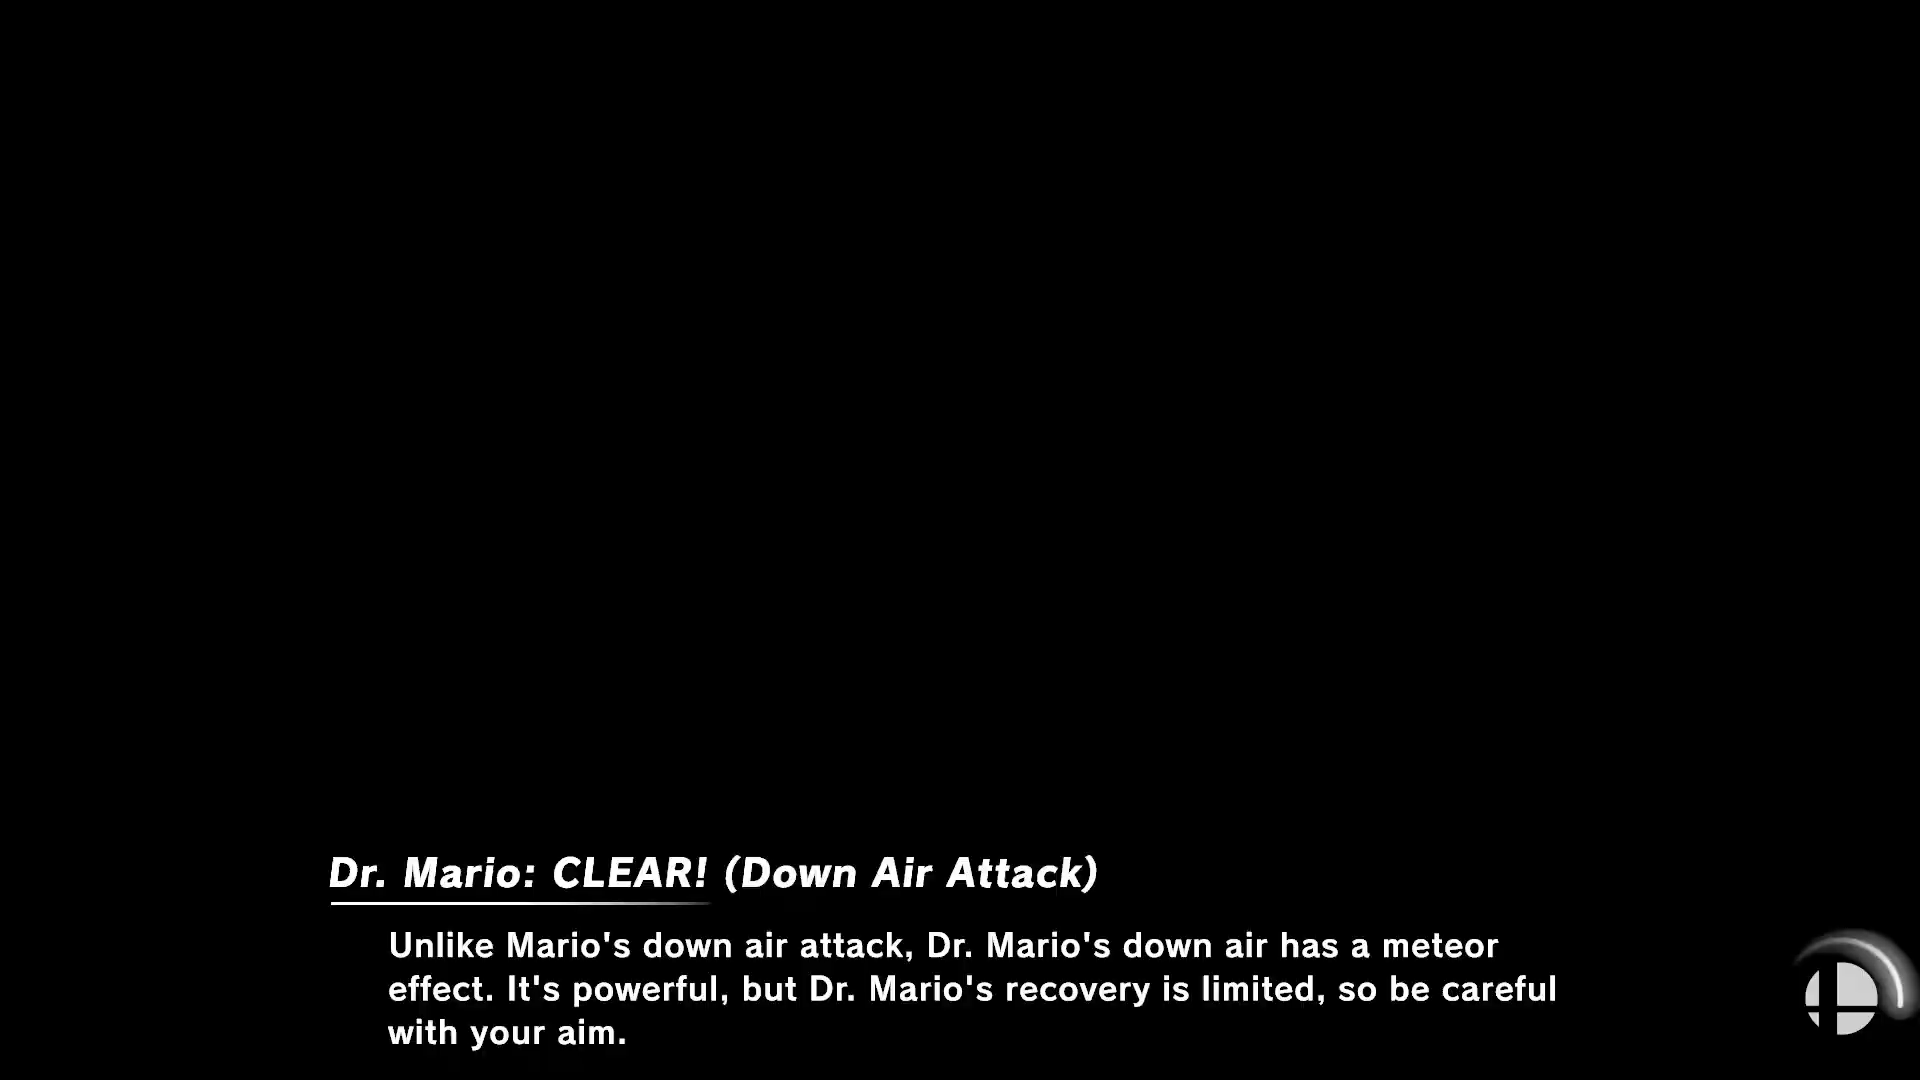 Dr. Mario: CLEAR! (Down Air Attack)
Unlike Mario's down air attack, Dr. Mario's down air has a meteor
effect. It's powerful, but Dr. Mario's recovery is limited, so be careful
with your aim.